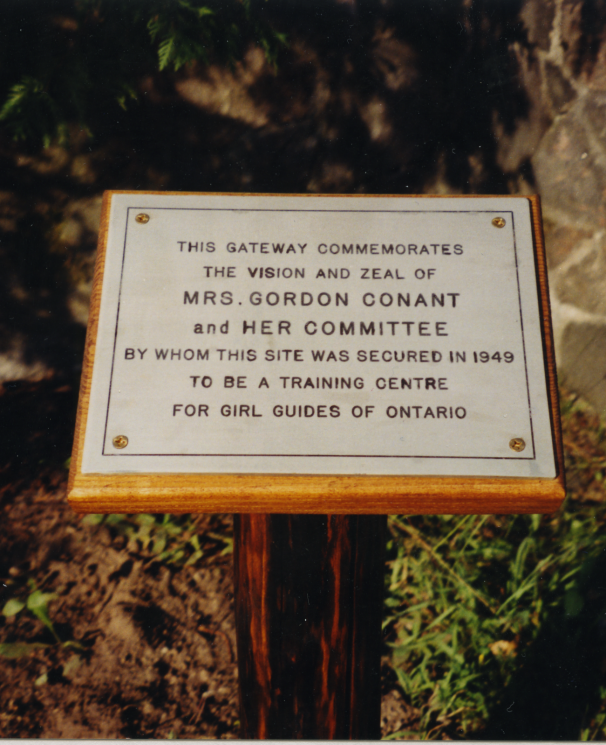 THIS GATEWAY COMMEMORATES
THE VISION AND ZEAL OF
MRS. GORDON CONANT
and HER COMMITTEE
BY WHOM THIS SITE WAS SECURED IN 1949
TO BE A TRAINING CENTRE
FOR GIRL GUIDES OF ONTARIO